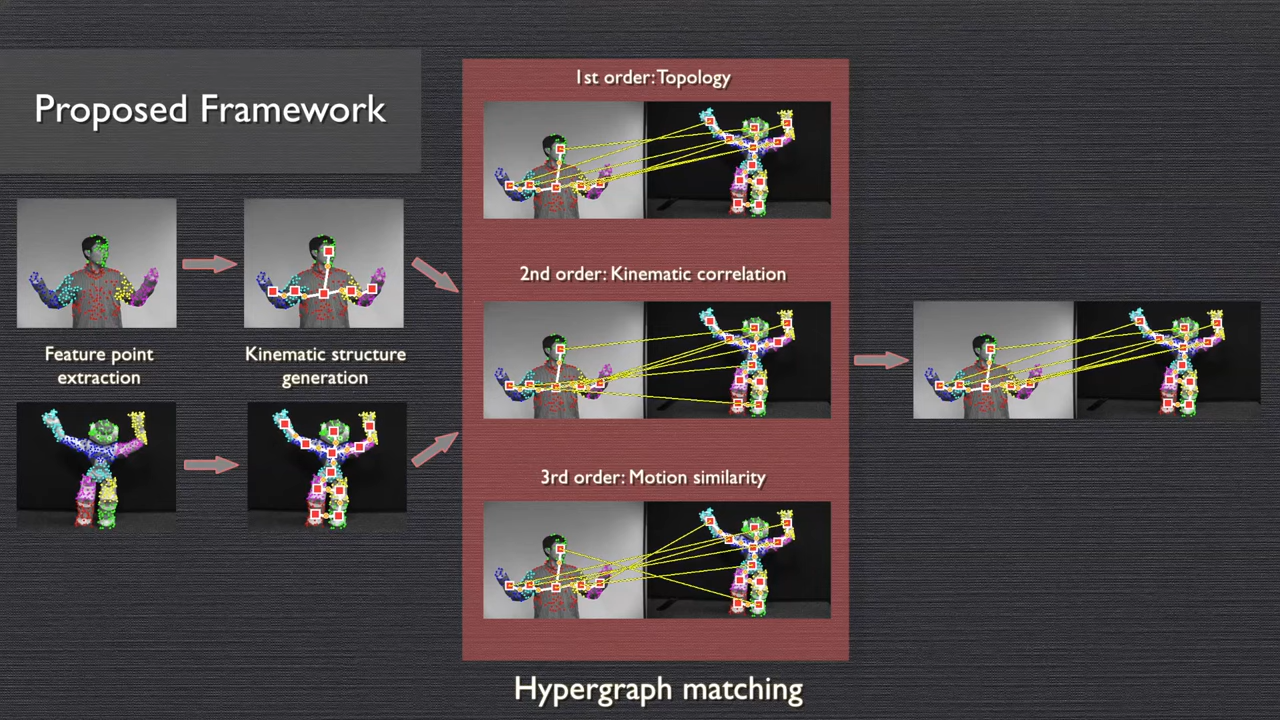 Proposed Framework
Feature point
extraction
Kinematic structure
generation
1st order: Topology
2nd order: Kinematic correlation
3rd order: Motion similarity
Hypergraph matching